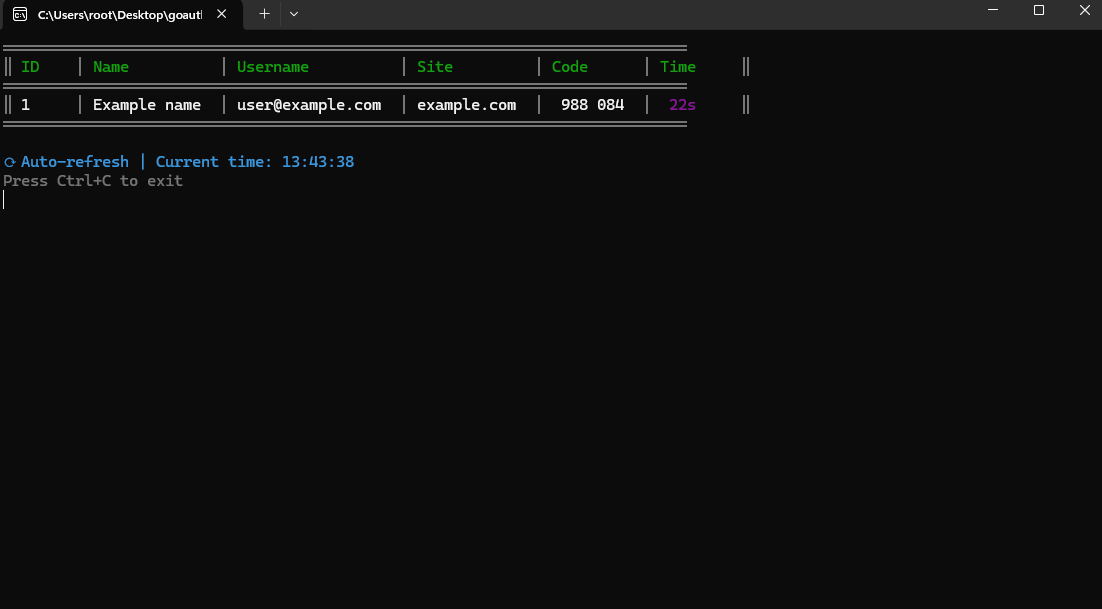 C:\Users\root\Desktop\goaut
ID Name Username Site Code Time
1 Example name user@example.com example.com 988 084 22s
Auto-refresh | Current time: 13:43:38
Press Ctrl+C to exit